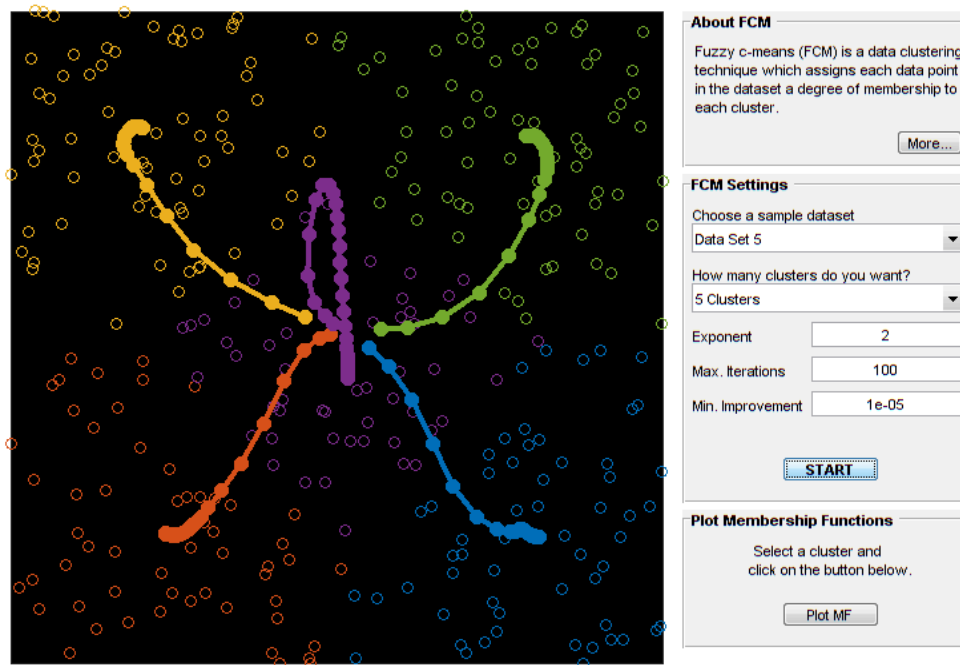 About FCM
Fuzzy c-means (FCM) is a data clustering
technique which assigns each data point
in the dataset a degree of membership to
each cluster.
More...
FCM Settings
Choose a sample dataset
Data Set 5
How many clusters do you want?
5 Clusters
Exponent 2
Max. Iterations 100
Min. Improvement 1e-05
START
Plot Membership Functions
Select a cluster and
click on the button below.
Plot MF